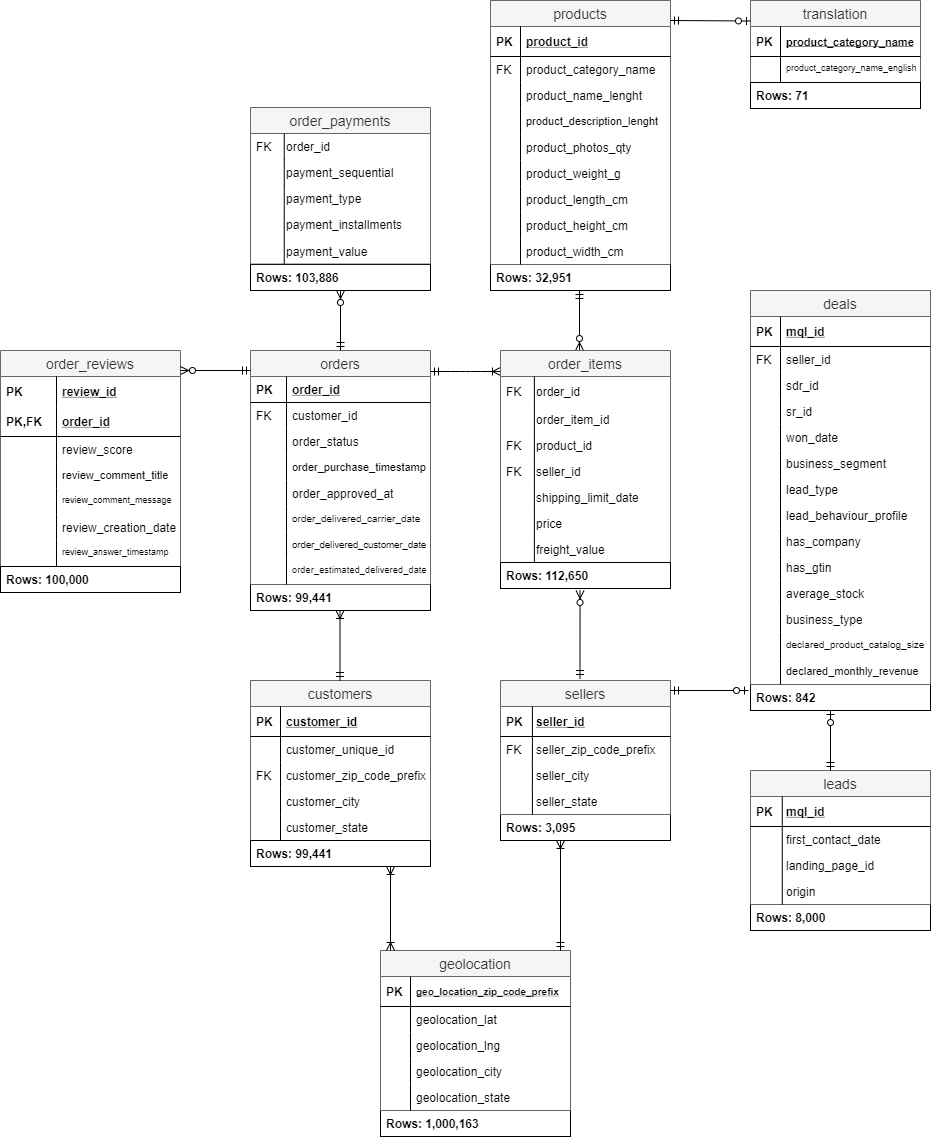 products
PK product_id
FK product_category_name
product_name_lenght
product_description_lenght
product_photos_qty
product_weight_g
product_length_cm
product_height_cm
product_width_cm
Rows: 32,951
translation
PK product_category_name
product_category_name_english
Rows: 71
order_payments
FK order_id
payment_sequential
payment_type
payment_installments
payment_value
Rows: 103,886
order_reviews
PK review_id
PK,FK order_id
review_score
review_comment_title
review_comment_message
review_creation_date
review_answer_timestamp
Rows: 100,000
orders
PK order_id
FK customer_id
order_status
order_purchase_timestamp
order_approved_at
order_delivered_carrier_date
order_delivered_customer_date
order_estimated_delivered_date
Rows: 99,441
order_items
FK order_id
order_item_id
FK product_id
FK seller_id
shipping_limit_date
price
freight_value
Rows: 112,650
deals
PK mql_id
FK seller_id
sdr_id
sr_id
won_date
business_segment
lead_type
lead_behaviour_profile
has_company
has_gtin
average_stock
business_type
declared_product_catalog_size
declared_monthly_revenue
Rows: 842
customers
PK customer_id
customer_unique_id
FK customer_zip_code_prefix
customer_city
customer_state
Rows: 99,441
sellers
PK seller_id
FK seller_zip_code_prefix
seller_city
seller_state
Rows: 3,095
leads
PK mql_id
first_contact_date
landing_page_id
origin
Rows: 8,000
geolocation
PK geo_location_zip_code_prefix
geolocation_lat
geolocation_lng
geolocation_city
geolocation_state
Rows: 1,000,163